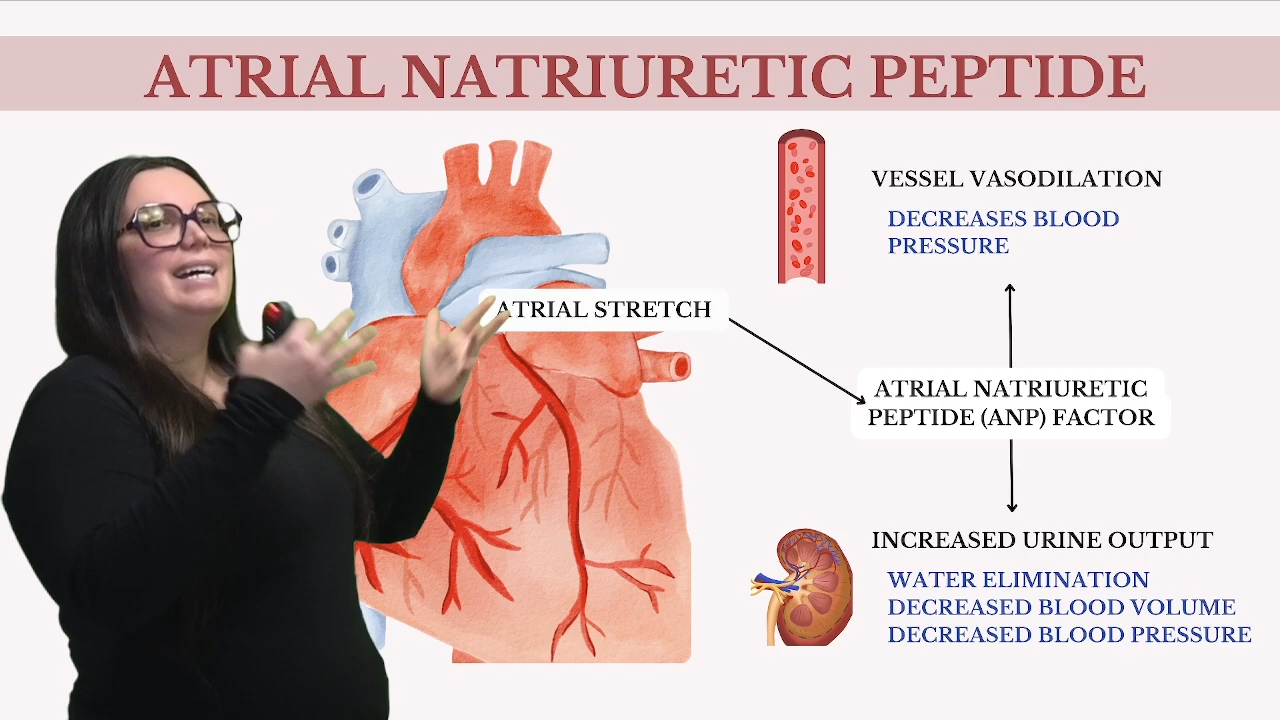 ATRIAL NATRIURETIC PEPTIDE
VESSEL VASODILATION
DECREASES BLOOD
PRESSURE
ATRIAL STRETCH
ATRIAL NATRIURETIC
PEPTIDE (ANP) FACTOR
INCREASED URINE OUTPUT
WATER ELIMINATION
DECREASED BLOOD VOLUME
DECREASED BLOOD PRESSURE